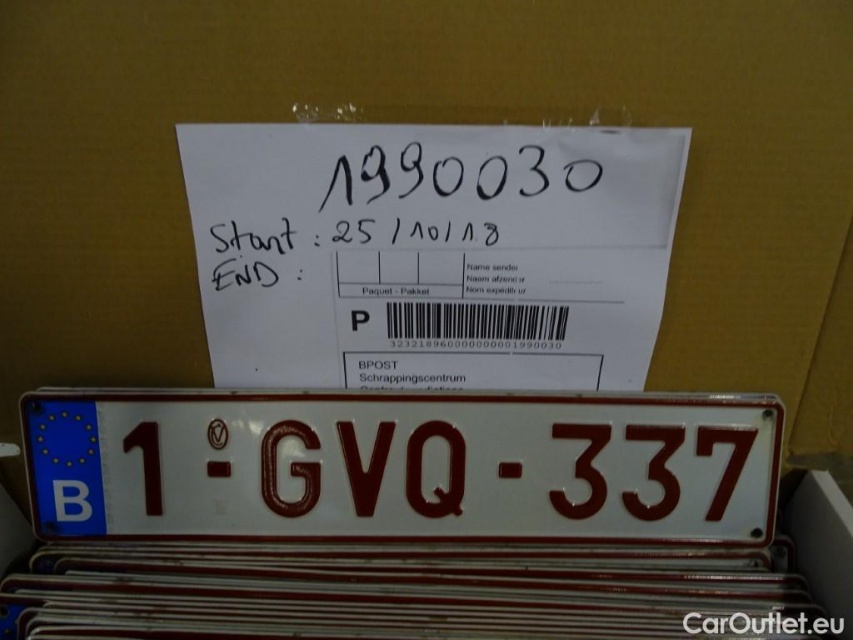 1990030
Start : 25/10/18
END :
Name sender
Naam afzender
Nom expéditeur
Paquet - Pakket
P
323218960000000001990030
BPOST
Schrappingscentrum
B 1-GVQ-337
CarOutlet.eu